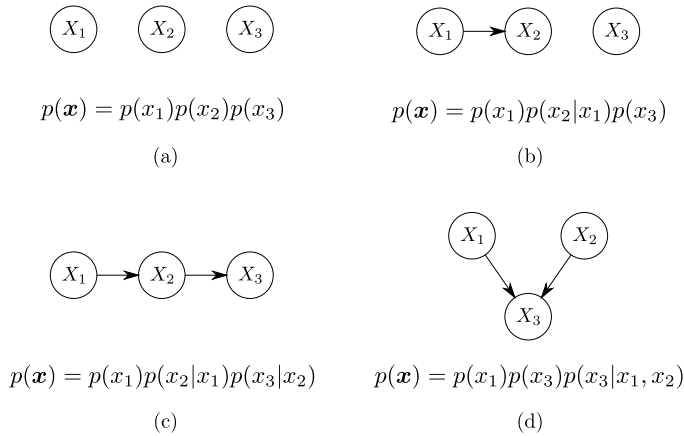 X₁ X₂ X₃
p(𝒙) = p(x₁)p(x₂)p(x₃)
(a)
X₁ X₂ X₃
p(𝒙) = p(x₁)p(x₂|x₁)p(x₃)
(b)
X₁ X₂ X₃
p(𝒙) = p(x₁)p(x₂|x₁)p(x₃|x₂)
(c)
X₁ X₂
X₃
p(𝒙) = p(x₁)p(x₃)p(x₃|x₁, x₂)
(d)